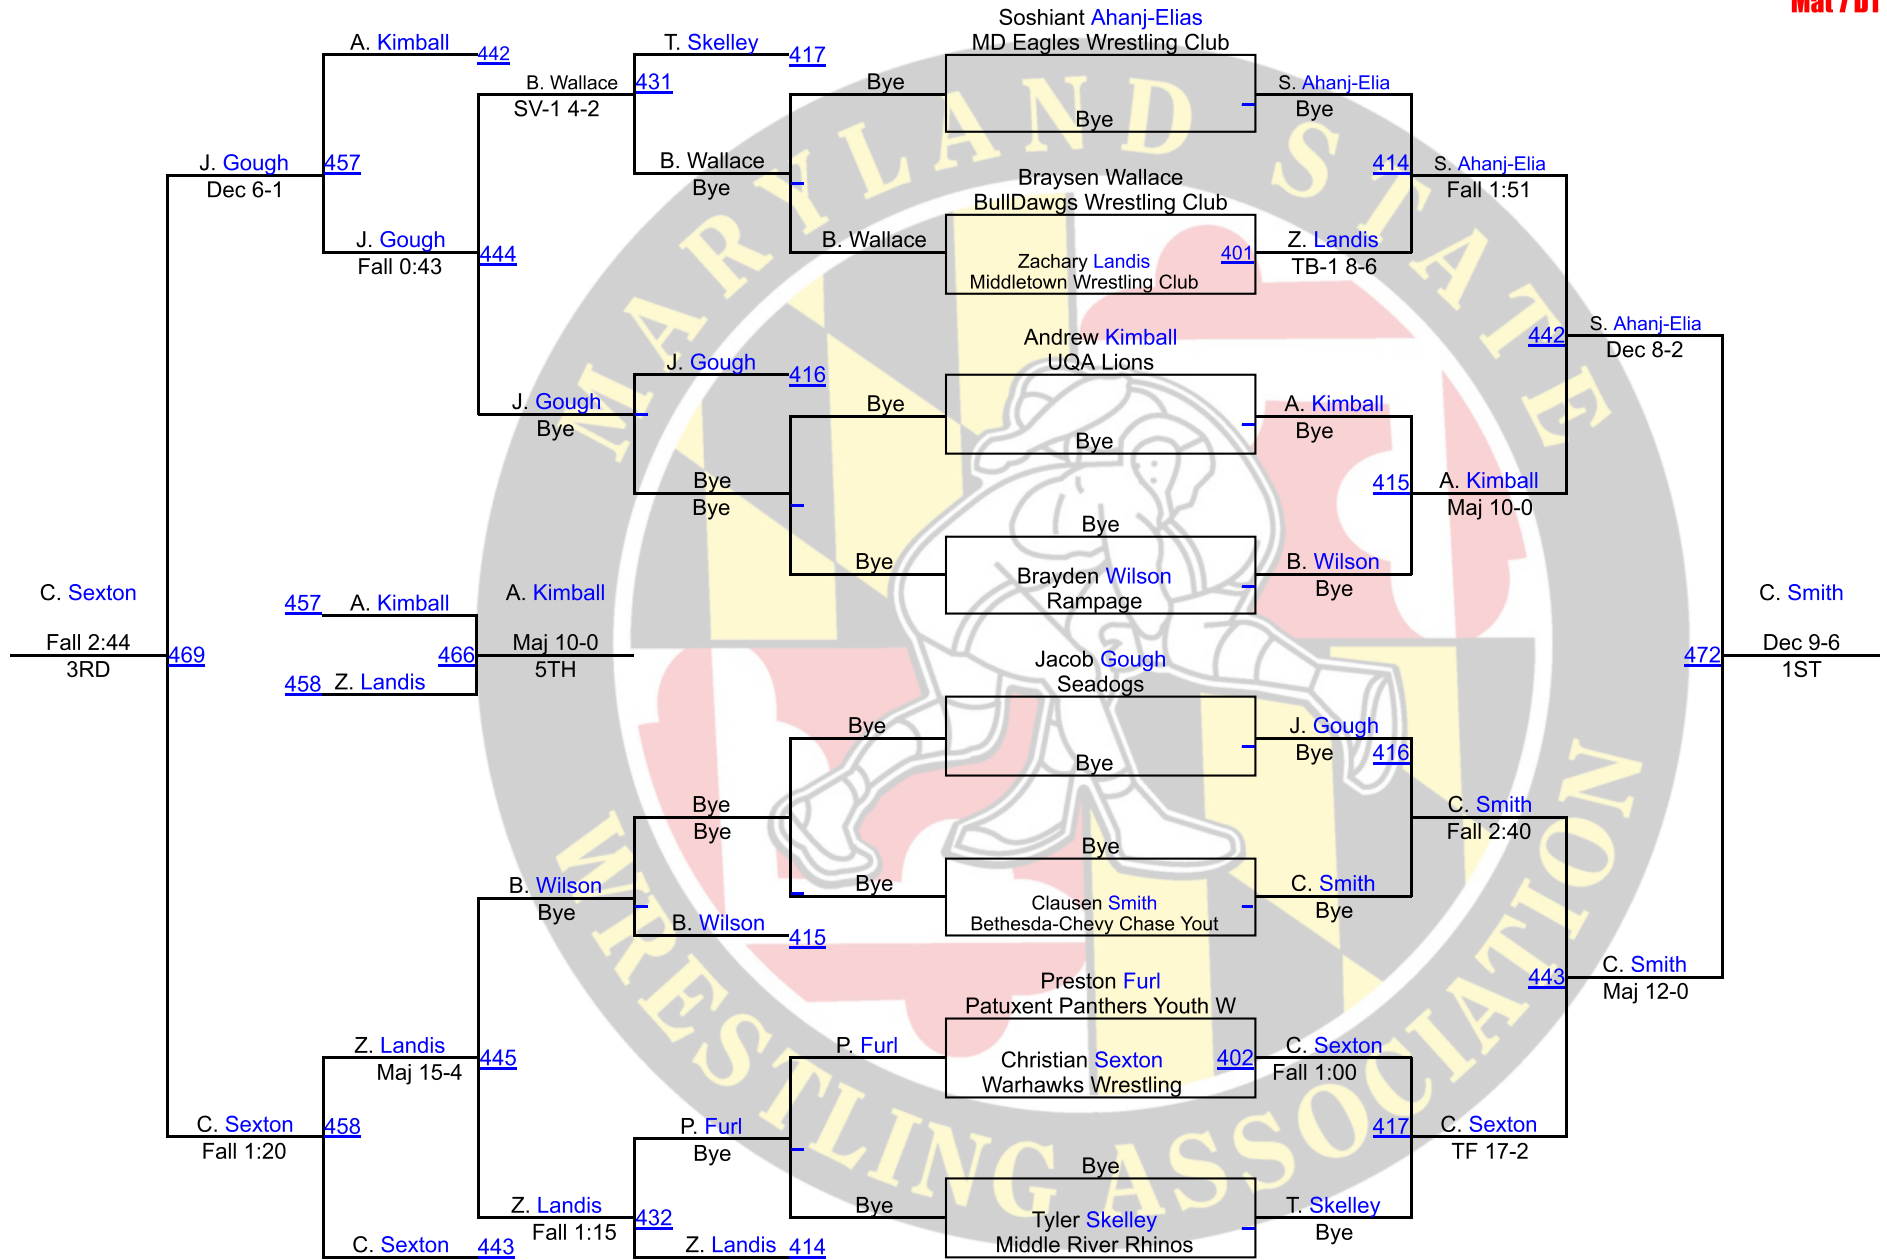 Mat 7 B1
Soshiant Ahanj-Elias
MD Eagles Wrestling Club
A. Kimball
442
T. Skelley
417
B. Wallace
431
SV-1 4-2
Bye
Bye
S. Ahanj-Elia
Bye
J. Gough
457
Dec 6-1
B. Wallace
Bye
Braysen Wallace
BullDawgs Wrestling Club
414
S. Ahanj-Elia
Fall 1:51
J. Gough
Fall 0:43
444
B. Wallace
Zachary Landis
401
Middletown Wrestling Club
Z. Landis
TB-1 8-6
Andrew Kimball
UQA Lions
442
S. Ahanj-Elia
Dec 8-2
J. Gough
416
J. Gough
Bye
Bye
Bye
A. Kimball
Bye
Bye
Bye
415
A. Kimball
Maj 10-0
Bye
Bye
Brayden Wilson
Rampage
B. Wilson
Bye
C. Sexton
Fall 2:44
3RD
469
457
A. Kimball
466
458
Z. Landis
A. Kimball
Maj 10-0
5TH
Jacob Gough
Seadogs
C. Smith
472
Dec 9-6
1ST
Bye
Bye
J. Gough
Bye
416
Bye
Bye
C. Smith
Fall 2:40
Bye
Bye
Clausen Smith
Bethesda-Chevy Chase Yout
C. Smith
Bye
B. Wilson
Bye
B. Wilson
415
Preston Furl
Patuxent Panthers Youth W
443
C. Smith
Maj 12-0
Z. Landis
Maj 15-4
445
P. Furl
Christian Sexton
402
Warhawks Wrestling
C. Sexton
Fall 1:00
C. Sexton
458
Fall 1:20
P. Furl
Bye
417
C. Sexton
TF 17-2
Bye
Bye
Tyler Skelley
Middle River Rhinos
T. Skelley
Bye
Z. Landis
Fall 1:15
432
C. Sexton
443
Z. Landis
414
MARYLAND STATE
WRESTLING ASSOCIATION